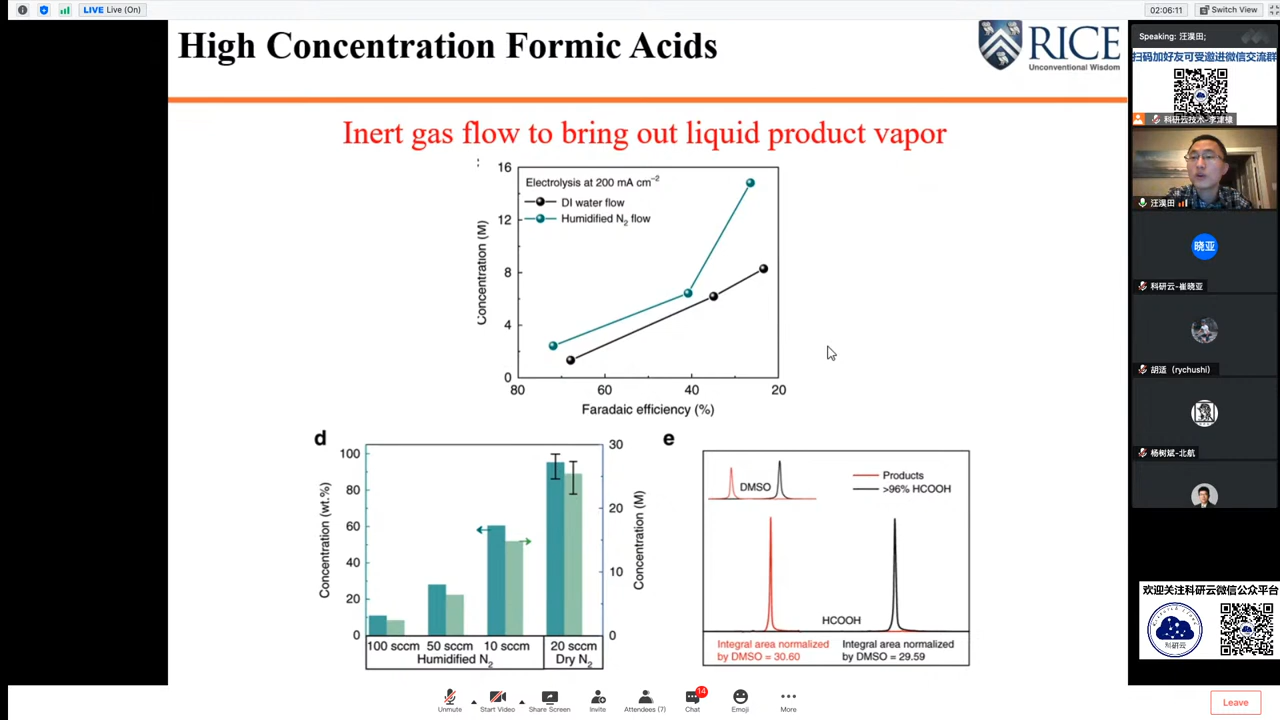 LIVE Live (On)
02:06:11
Switch View
High Concentration Formic Acids
RICE
Unconventional Wisdom
Inert gas flow to bring out liquid product vapor
16
12
8
4
0
Concentration (M)
Electrolysis at 200 mA cm⁻²
DI water flow
Humidified N₂ flow
80
60
40
20
Faradaic efficiency (%)
d
100
80
60
40
20
0
Concentration (wt.%)
30
20
10
0
Concentration (M)
100 sccm
50 sccm
10 sccm
20 sccm
Humidified N₂
Dry N₂
e
DMSO
Products
>96% HCOOH
HCOOH
Integral area normalized
by DMSO = 30.60
Integral area normalized
by DMSO = 29.59
Speaking: 汪淏田;
扫码加好友可受邀进微信交流群
汪淏田
晓亚
科研云-崔晓亚
胡适（rychushi）
杨树斌-北航
欢迎关注科研云微信公众平台
科研云
Unmute
Start Video
Share Screen
Invite
Attendees (7)
14
Chat
Emoji
More
Leave